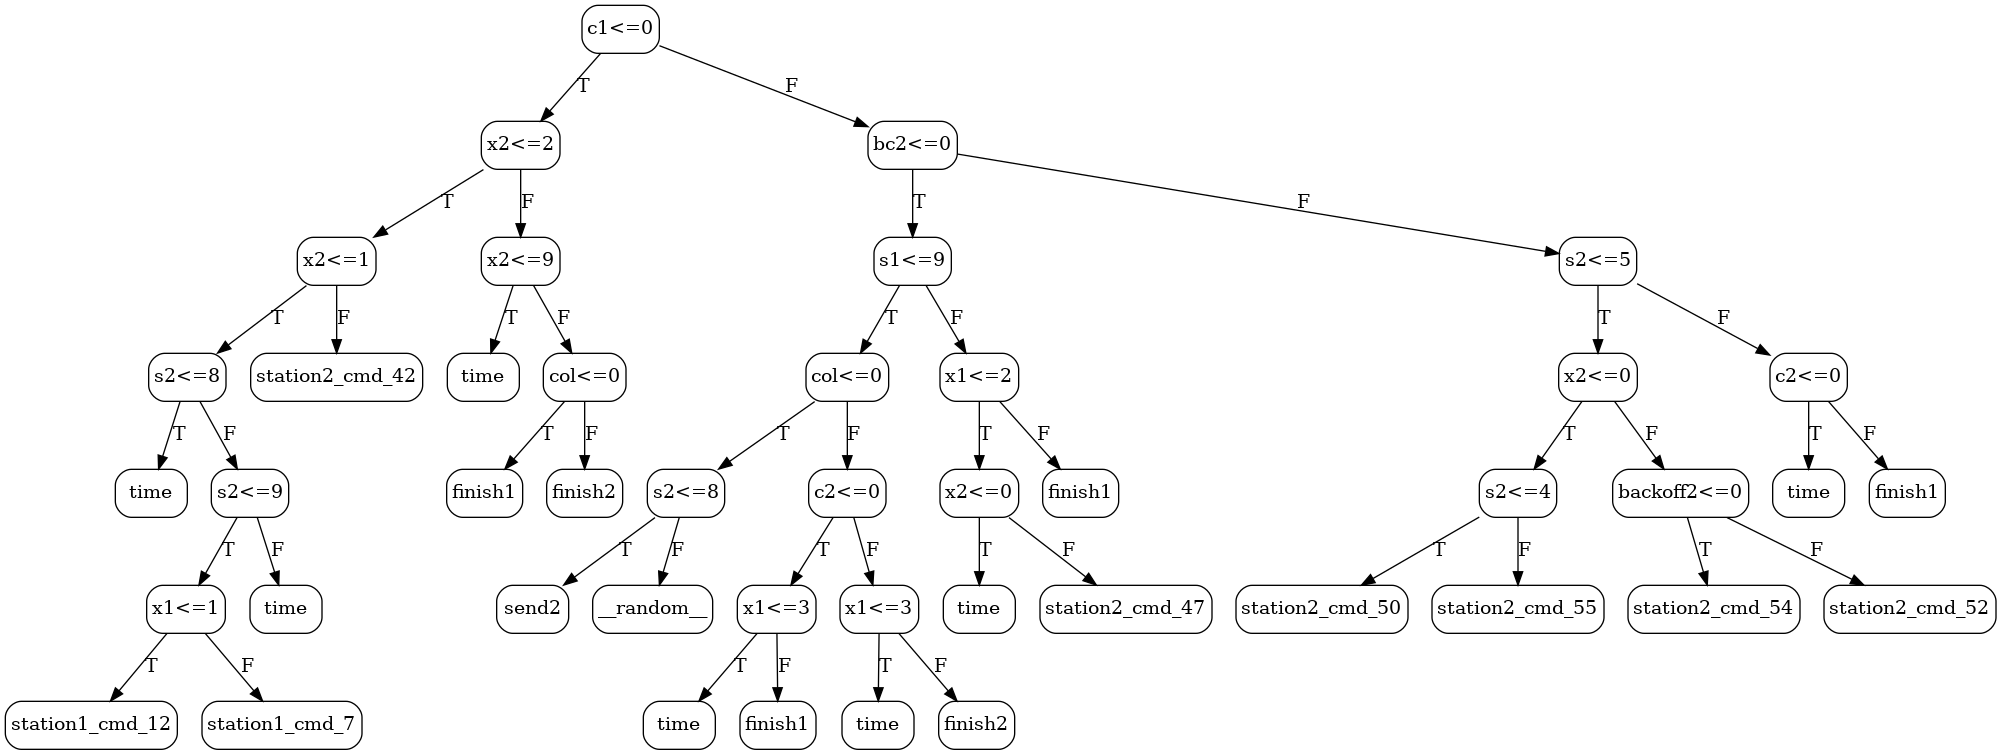 c1<=0
T
F
x2<=2
bc2<=0
T
F
T
F
x2<=1
x2<=9
s1<=9
s2<=5
T
F
T
F
T
F
T
F
s2<=8
station2_cmd_42
time
col<=0
col<=0
x1<=2
x2<=0
c2<=0
T
F
T
F
T
F
T
F
T
F
T
F
time
s2<=9
finish1
finish2
s2<=8
c2<=0
x2<=0
finish1
s2<=4
backoff2<=0
time
finish1
T
F
T
F
T
F
T
F
T
F
T
F
x1<=1
time
send2
__random__
x1<=3
x1<=3
time
station2_cmd_47
station2_cmd_50
station2_cmd_55
station2_cmd_54
station2_cmd_52
T
F
T
F
T
F
station1_cmd_12
station1_cmd_7
time
finish1
time
finish2